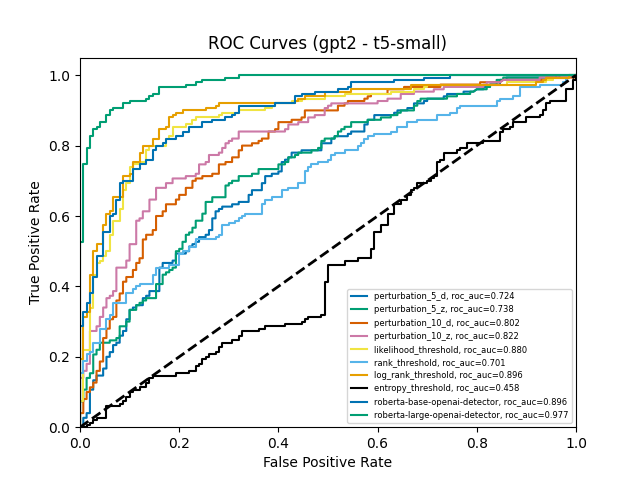 ROC Curves (gpt2 - t5-small)
True Positive Rate
1.0
0.8
0.6
0.4
0.2
0.0
perturbation_5_d, roc_auc=0.724
perturbation_5_z, roc_auc=0.738
perturbation_10_d, roc_auc=0.802
perturbation_10_z, roc_auc=0.822
likelihood_threshold, roc_auc=0.880
rank_threshold, roc_auc=0.701
log_rank_threshold, roc_auc=0.896
entropy_threshold, roc_auc=0.458
roberta-base-openai-detector, roc_auc=0.896
roberta-large-openai-detector, roc_auc=0.977
0.0 0.2 0.4 0.6 0.8 1.0
False Positive Rate